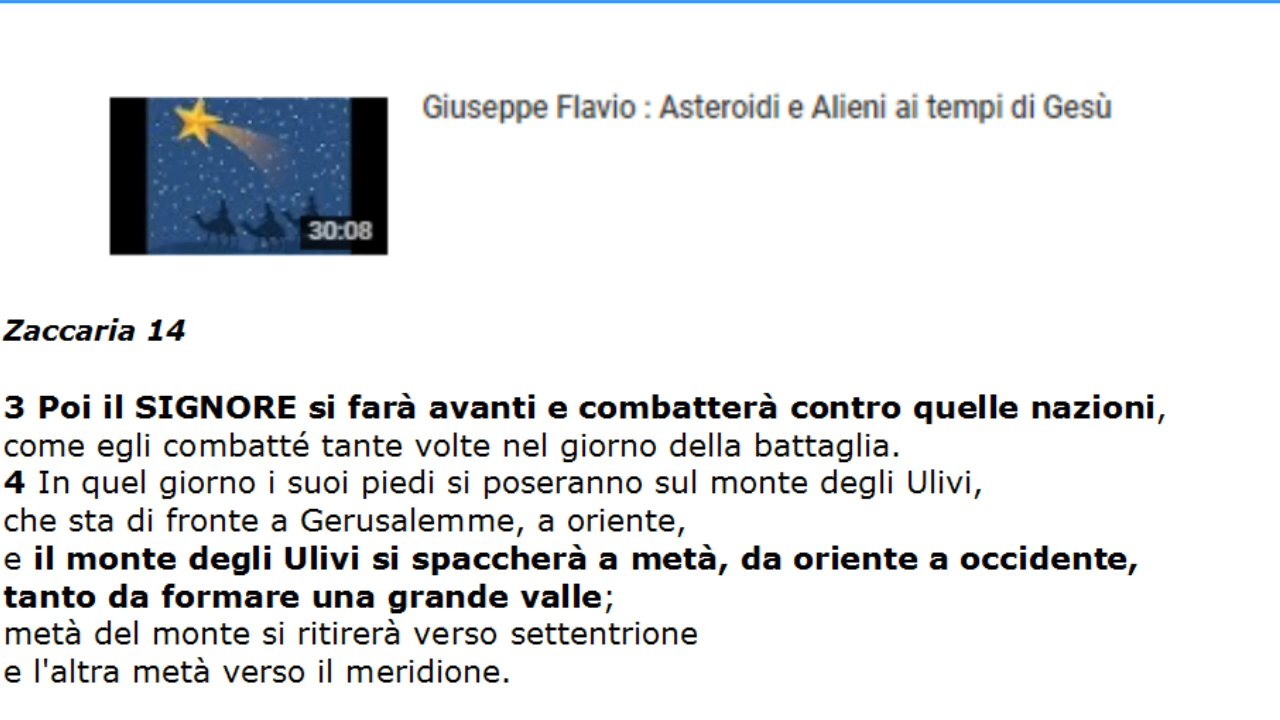 Giuseppe Flavio : Asteroidi e Alieni ai tempi di Gesù
30:08
Zaccaria 14
3 Poi il SIGNORE si farà avanti e combatterà contro quelle nazioni,
come egli combatté tante volte nel giorno della battaglia.
4 In quel giorno i suoi piedi si poseranno sul monte degli Ulivi,
che sta di fronte a Gerusalemme, a oriente,
e il monte degli Ulivi si spaccherà a metà, da oriente a occidente,
tanto da formare una grande valle;
metà del monte si ritirerà verso settentrione
e l'altra metà verso il meridione.